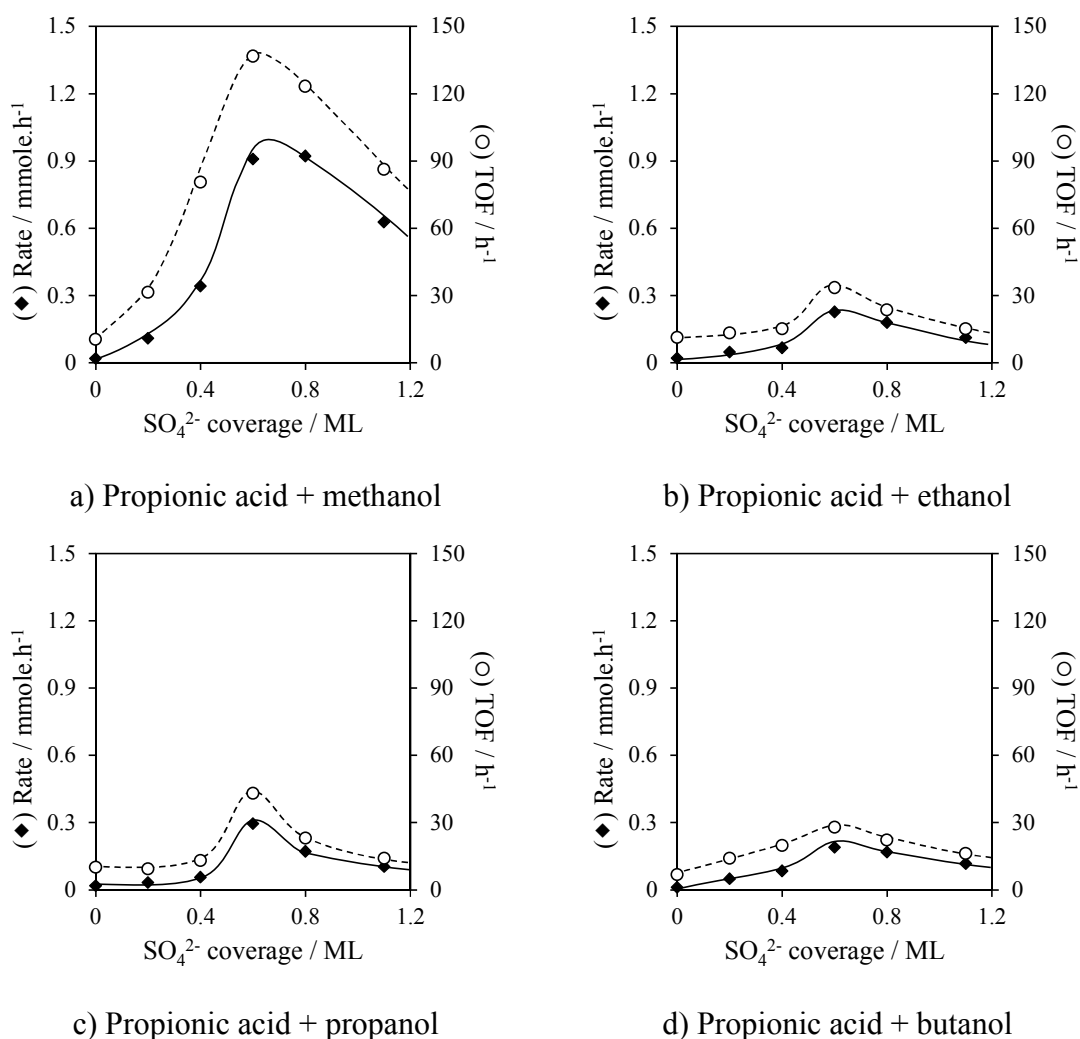 1.5
1.2
0.9
0.6
0.3
0
(◆) Rate / mmole.h⁻¹
150
120
90
60
30
0
(○) TOF / h⁻¹
0 0.4 0.8 1.2
SO₄²⁻ coverage / ML
a) Propionic acid + methanol
1.5
1.2
0.9
0.6
0.3
0
(◆) Rate / mmole.h⁻¹
150
120
90
60
30
0
(○) TOF / h⁻¹
0 0.4 0.8 1.2
SO₄²⁻ coverage / ML
b) Propionic acid + ethanol
1.5
1.2
0.9
0.6
0.3
0
(◆) Rate / mmole.h⁻¹
150
120
90
60
30
0
(○) TOF / h⁻¹
0 0.4 0.8 1.2
SO₄²⁻ coverage / ML
c) Propionic acid + propanol
1.5
1.2
0.9
0.6
0.3
0
(◆) Rate / mmole.h⁻¹
150
120
90
60
30
0
(○) TOF / h⁻¹
0 0.4 0.8 1.2
SO₄²⁻ coverage / ML
d) Propionic acid + butanol